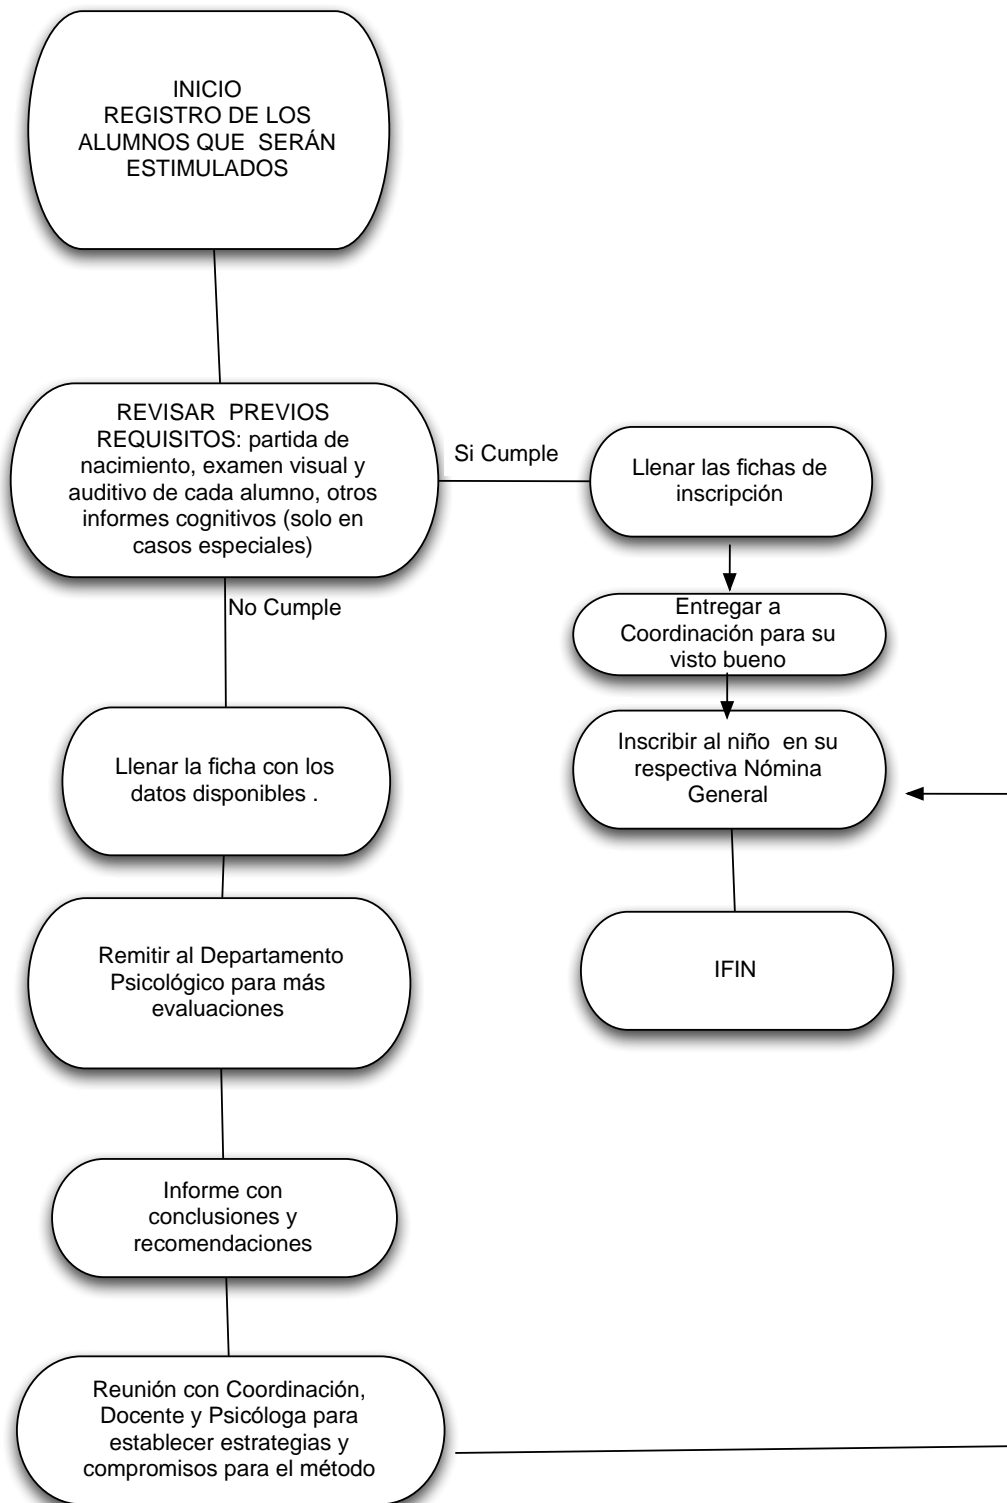 INICIO
REGISTRO DE LOS
ALUMNOS QUE SERÁN
ESTIMULADOS
REVISAR PREVIOS
REQUISITOS: partida de
nacimiento, examen visual y
auditivo de cada alumno, otros
informes cognitivos (solo en
casos especiales)
Si Cumple
Llenar las fichas de
inscripción
No Cumple
Entregar a
Coordinación para su
visto bueno
Inscribir al niño en su
respectiva Nómina
General
Llenar la ficha con los
datos disponibles .
Remitir al Departamento
Psicológico para más
evaluaciones
IFIN
Informe con
conclusiones y
recomendaciones
Reunión con Coordinación,
Docente y Psicóloga para
establecer estrategias y
compromisos para el método